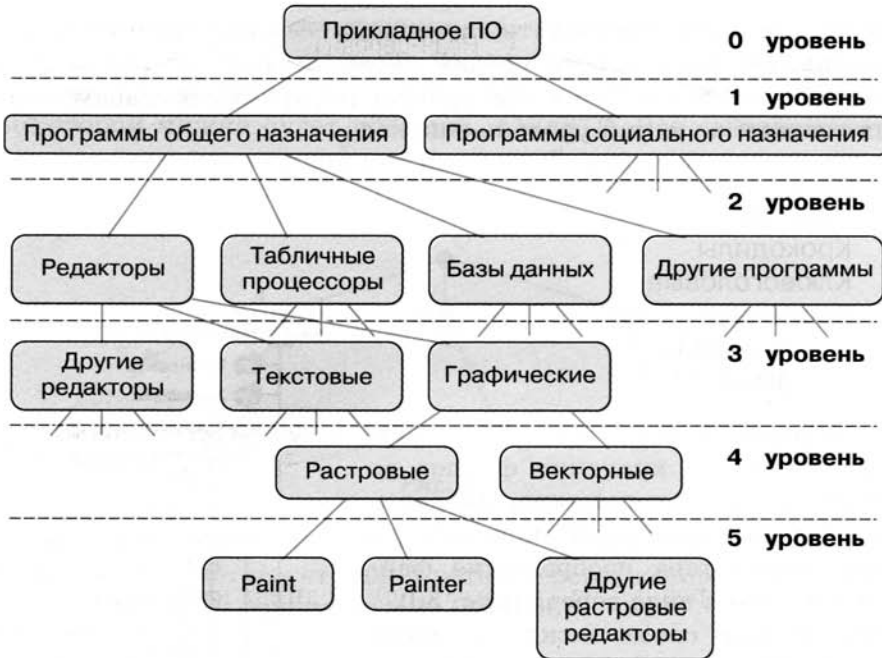 Прикладное ПО
0 уровень
1 уровень
Программы общего назначения
Программы социального назначения
2 уровень
Редакторы
Табличные
процессоры
Базы данных
Другие программы
3 уровень
Другие
редакторы
Текстовые
Графические
4 уровень
Растровые
Векторные
5 уровень
Paint
Painter
Другие
растровые
редакторы